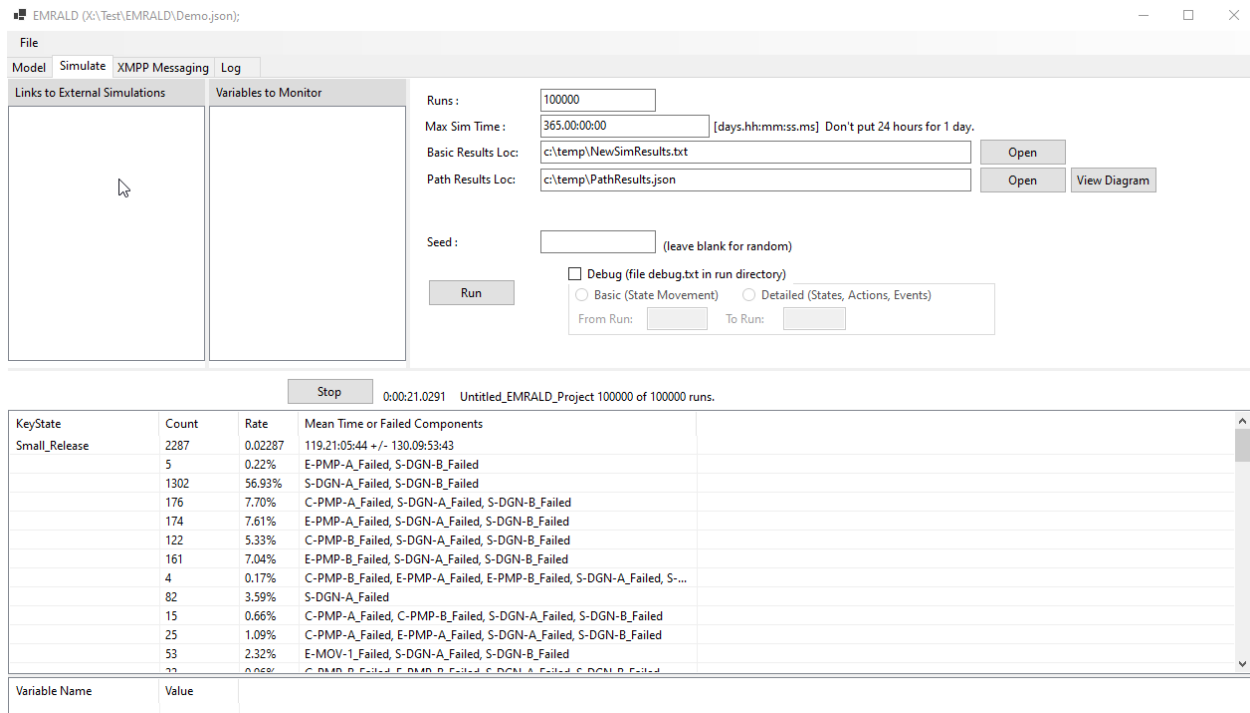 EMRALD (X:\Test\EMRALD\Demo.json);
File
Model Simulate XMPP Messaging Log
Links to External Simulations Variables to Monitor
Runs : 100000
Max Sim Time : 365.00:00:00 [days.hh:mm:ss.ms] Don't put 24 hours for 1 day.
Basic Results Loc: c:\temp\NewSimResults.txt Open
Path Results Loc: c:\temp\PathResults.json Open View Diagram
Seed : (leave blank for random)
Debug (file debug.txt in run directory)
Run Basic (State Movement) Detailed (States, Actions, Events)
From Run: To Run:
Stop 0:00:21.0291 Untitled_EMRALD_Project 100000 of 100000 runs.
KeyState Count Rate Mean Time or Failed Components
Small_Release 2287 0.02287 119.21:05:44 +/- 130.09:53:43
5 0.22% E-PMP-A_Failed, S-DGN-B_Failed
1302 56.93% S-DGN-A_Failed, S-DGN-B_Failed
176 7.70% C-PMP-A_Failed, S-DGN-A_Failed, S-DGN-B_Failed
174 7.61% E-PMP-A_Failed, S-DGN-A_Failed, S-DGN-B_Failed
122 5.33% C-PMP-B_Failed, S-DGN-A_Failed, S-DGN-B_Failed
161 7.04% E-PMP-B_Failed, S-DGN-A_Failed, S-DGN-B_Failed
4 0.17% C-PMP-B_Failed, E-PMP-A_Failed, E-PMP-B_Failed, S-DGN-A_Failed, S-...
82 3.59% S-DGN-A_Failed
15 0.66% C-PMP-A_Failed, C-PMP-B_Failed, S-DGN-A_Failed, S-DGN-B_Failed
25 1.09% C-PMP-A_Failed, E-PMP-A_Failed, S-DGN-A_Failed, S-DGN-B_Failed
53 2.32% E-MOV-1_Failed, S-DGN-A_Failed, S-DGN-B_Failed
Variable Name Value